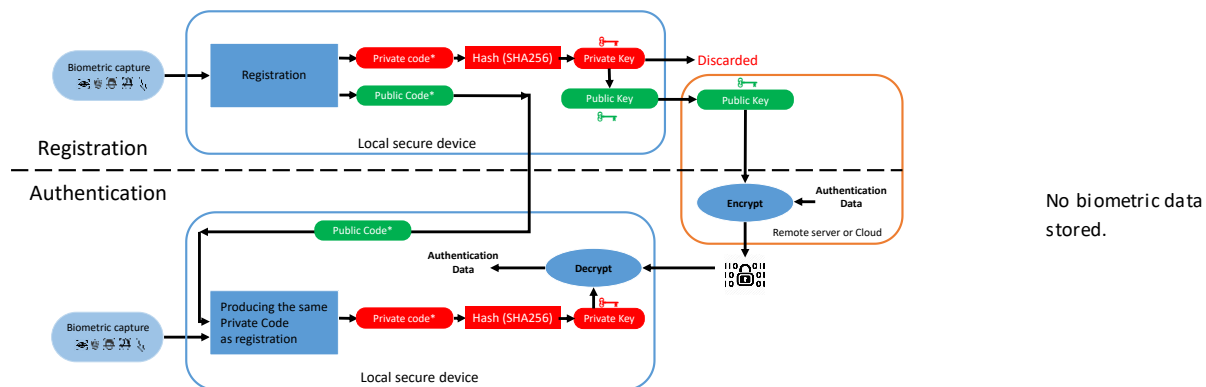 Biometric capture
Registration
Private code*
Hash (SHA256)
Private Key
Discarded
Public Code*
Public Key
Public Key
Local secure device
Registration
Authentication
Encrypt
Authentication
Data
Remote server or Cloud
No biometric data
stored.
Public Code*
Authentication
Data
Decrypt
Biometric capture
Producing the same
Private Code
as registration
Private code*
Hash (SHA256)
Private Key
Local secure device